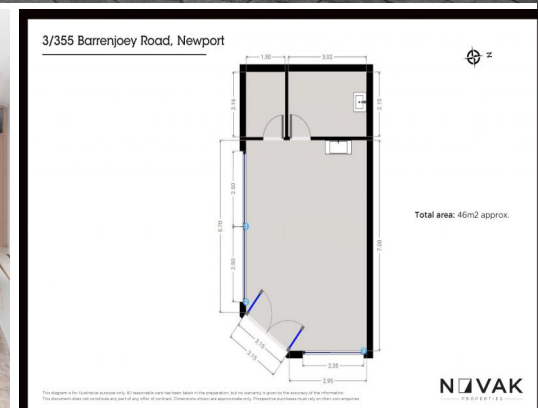 3/355 Barrenjoey Road, Newport
N
1.50
3.02
2.15
2.15
5.70
2.50
2.50
7.00
Total area: 46m2 approx.
2.15
2.15
2.35
2.95
This diagram is for illustrative purpose only. All reasonable care has been taken in the preparation, but no warranty is given to the accuracy of the information.
This document does not constitute any part of any offer of contract. Dimensions shown are approximate only. Prospective purchasers must rely on their own enquiries.
NOVAK
PROPERTIES